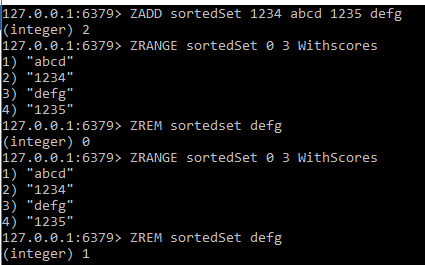 127.0.0.1:6379> ZADD sortedSet 1234 abcd 1235 defg
(integer) 2
127.0.0.1:6379> ZRANGE sortedSet 0 3 Withscores
1) "abcd"
2) "1234"
3) "defg"
4) "1235"
127.0.0.1:6379> ZREM sortedset defg
(integer) 0
127.0.0.1:6379> ZRANGE sortedSet 0 3 WithScores
1) "abcd"
2) "1234"
3) "defg"
4) "1235"
127.0.0.1:6379> ZREM sortedSet defg
(integer) 1